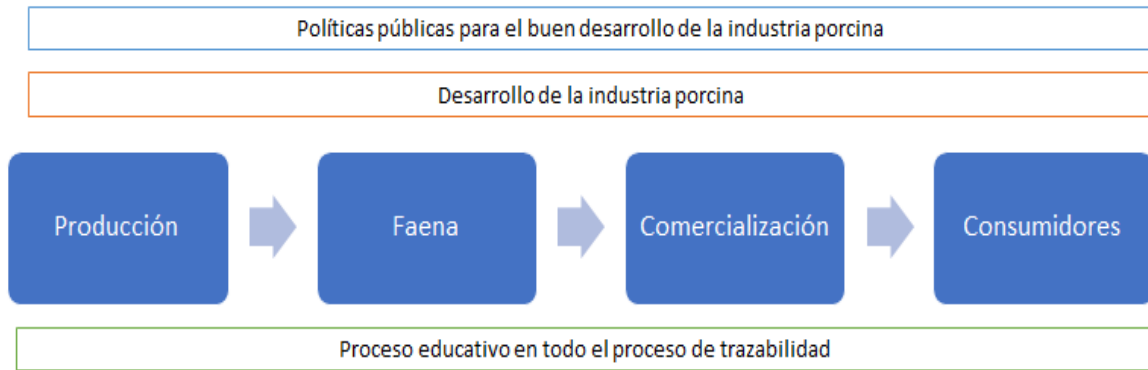 Políticas públicas para el buen desarrollo de la industria porcina
Desarrollo de la industria porcina
Producción
Faena
Comercialización
Consumidores
Proceso educativo en todo el proceso de trazabilidad